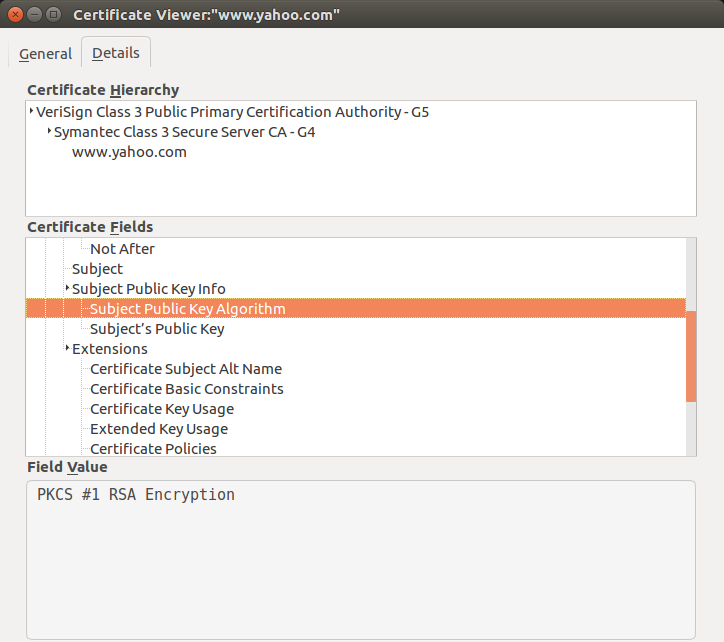 Certificate Viewer:"www.yahoo.com"
General Details
Certificate Hierarchy
VeriSign Class 3 Public Primary Certification Authority - G5
Symantec Class 3 Secure Server CA - G4
www.yahoo.com
Certificate Fields
Not After
Subject
Subject Public Key Info
Subject Public Key Algorithm
Subject's Public Key
Extensions
Certificate Subject Alt Name
Certificate Basic Constraints
Certificate Key Usage
Extended Key Usage
Certificate Policies
Field Value
PKCS #1 RSA Encryption